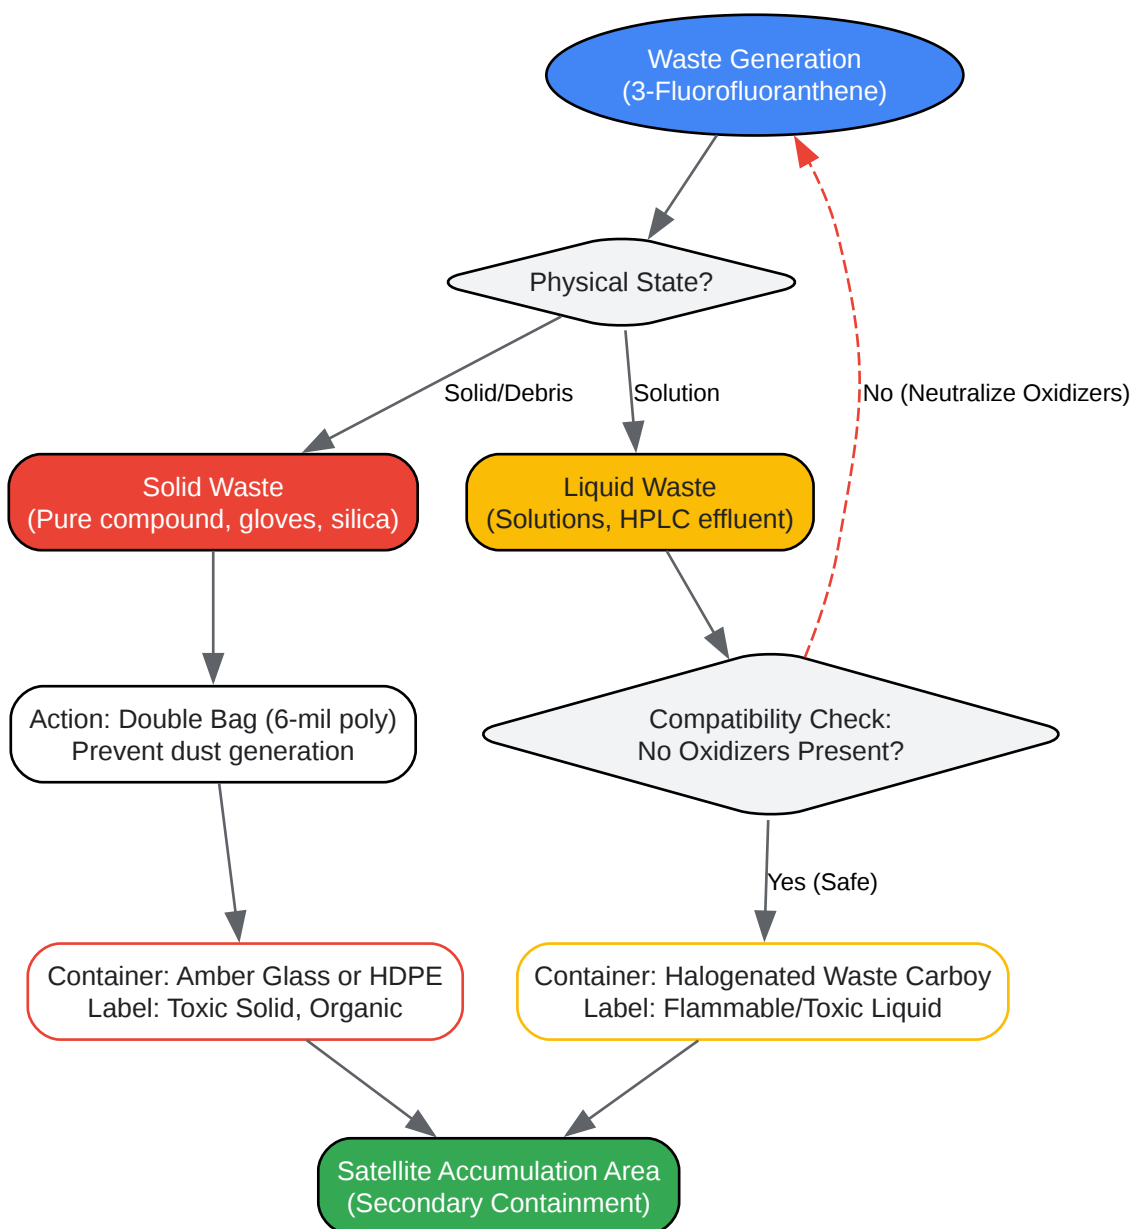 Waste Generation
(3-Fluorofluoranthene)
Physical State?
Solid/Debris
Solution
No (Neutralize Oxidizers)
Solid Waste
(Pure compound, gloves, silica)
Liquid Waste
(Solutions, HPLC effluent)
Action: Double Bag (6-mil poly)
Prevent dust generation
Compatibility Check:
No Oxidizers Present?
Yes (Safe)
Container: Amber Glass or HDPE
Label: Toxic Solid, Organic
Container: Halogenated Waste Carboy
Label: Flammable/Toxic Liquid
Satellite Accumulation Area
(Secondary Containment)